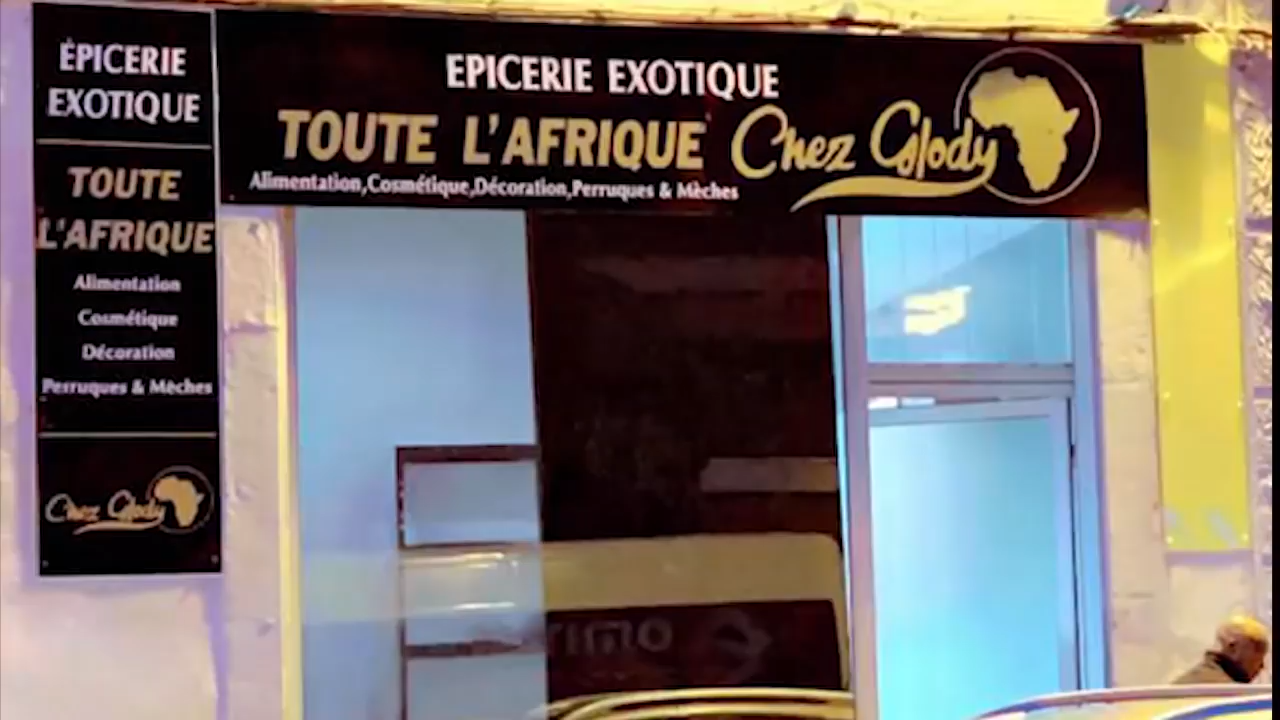 ÉPICERIE
EXOTIQUE
TOUTE
L'AFRIQUE
Alimentation
Cosmétique
Décoration
Perruques & Mèches
Chez Glody
EPICERIE EXOTIQUE
TOUTE L'AFRIQUE Chez Glody
Alimentation,Cosmétique,Décoration,Perruques & Mèches